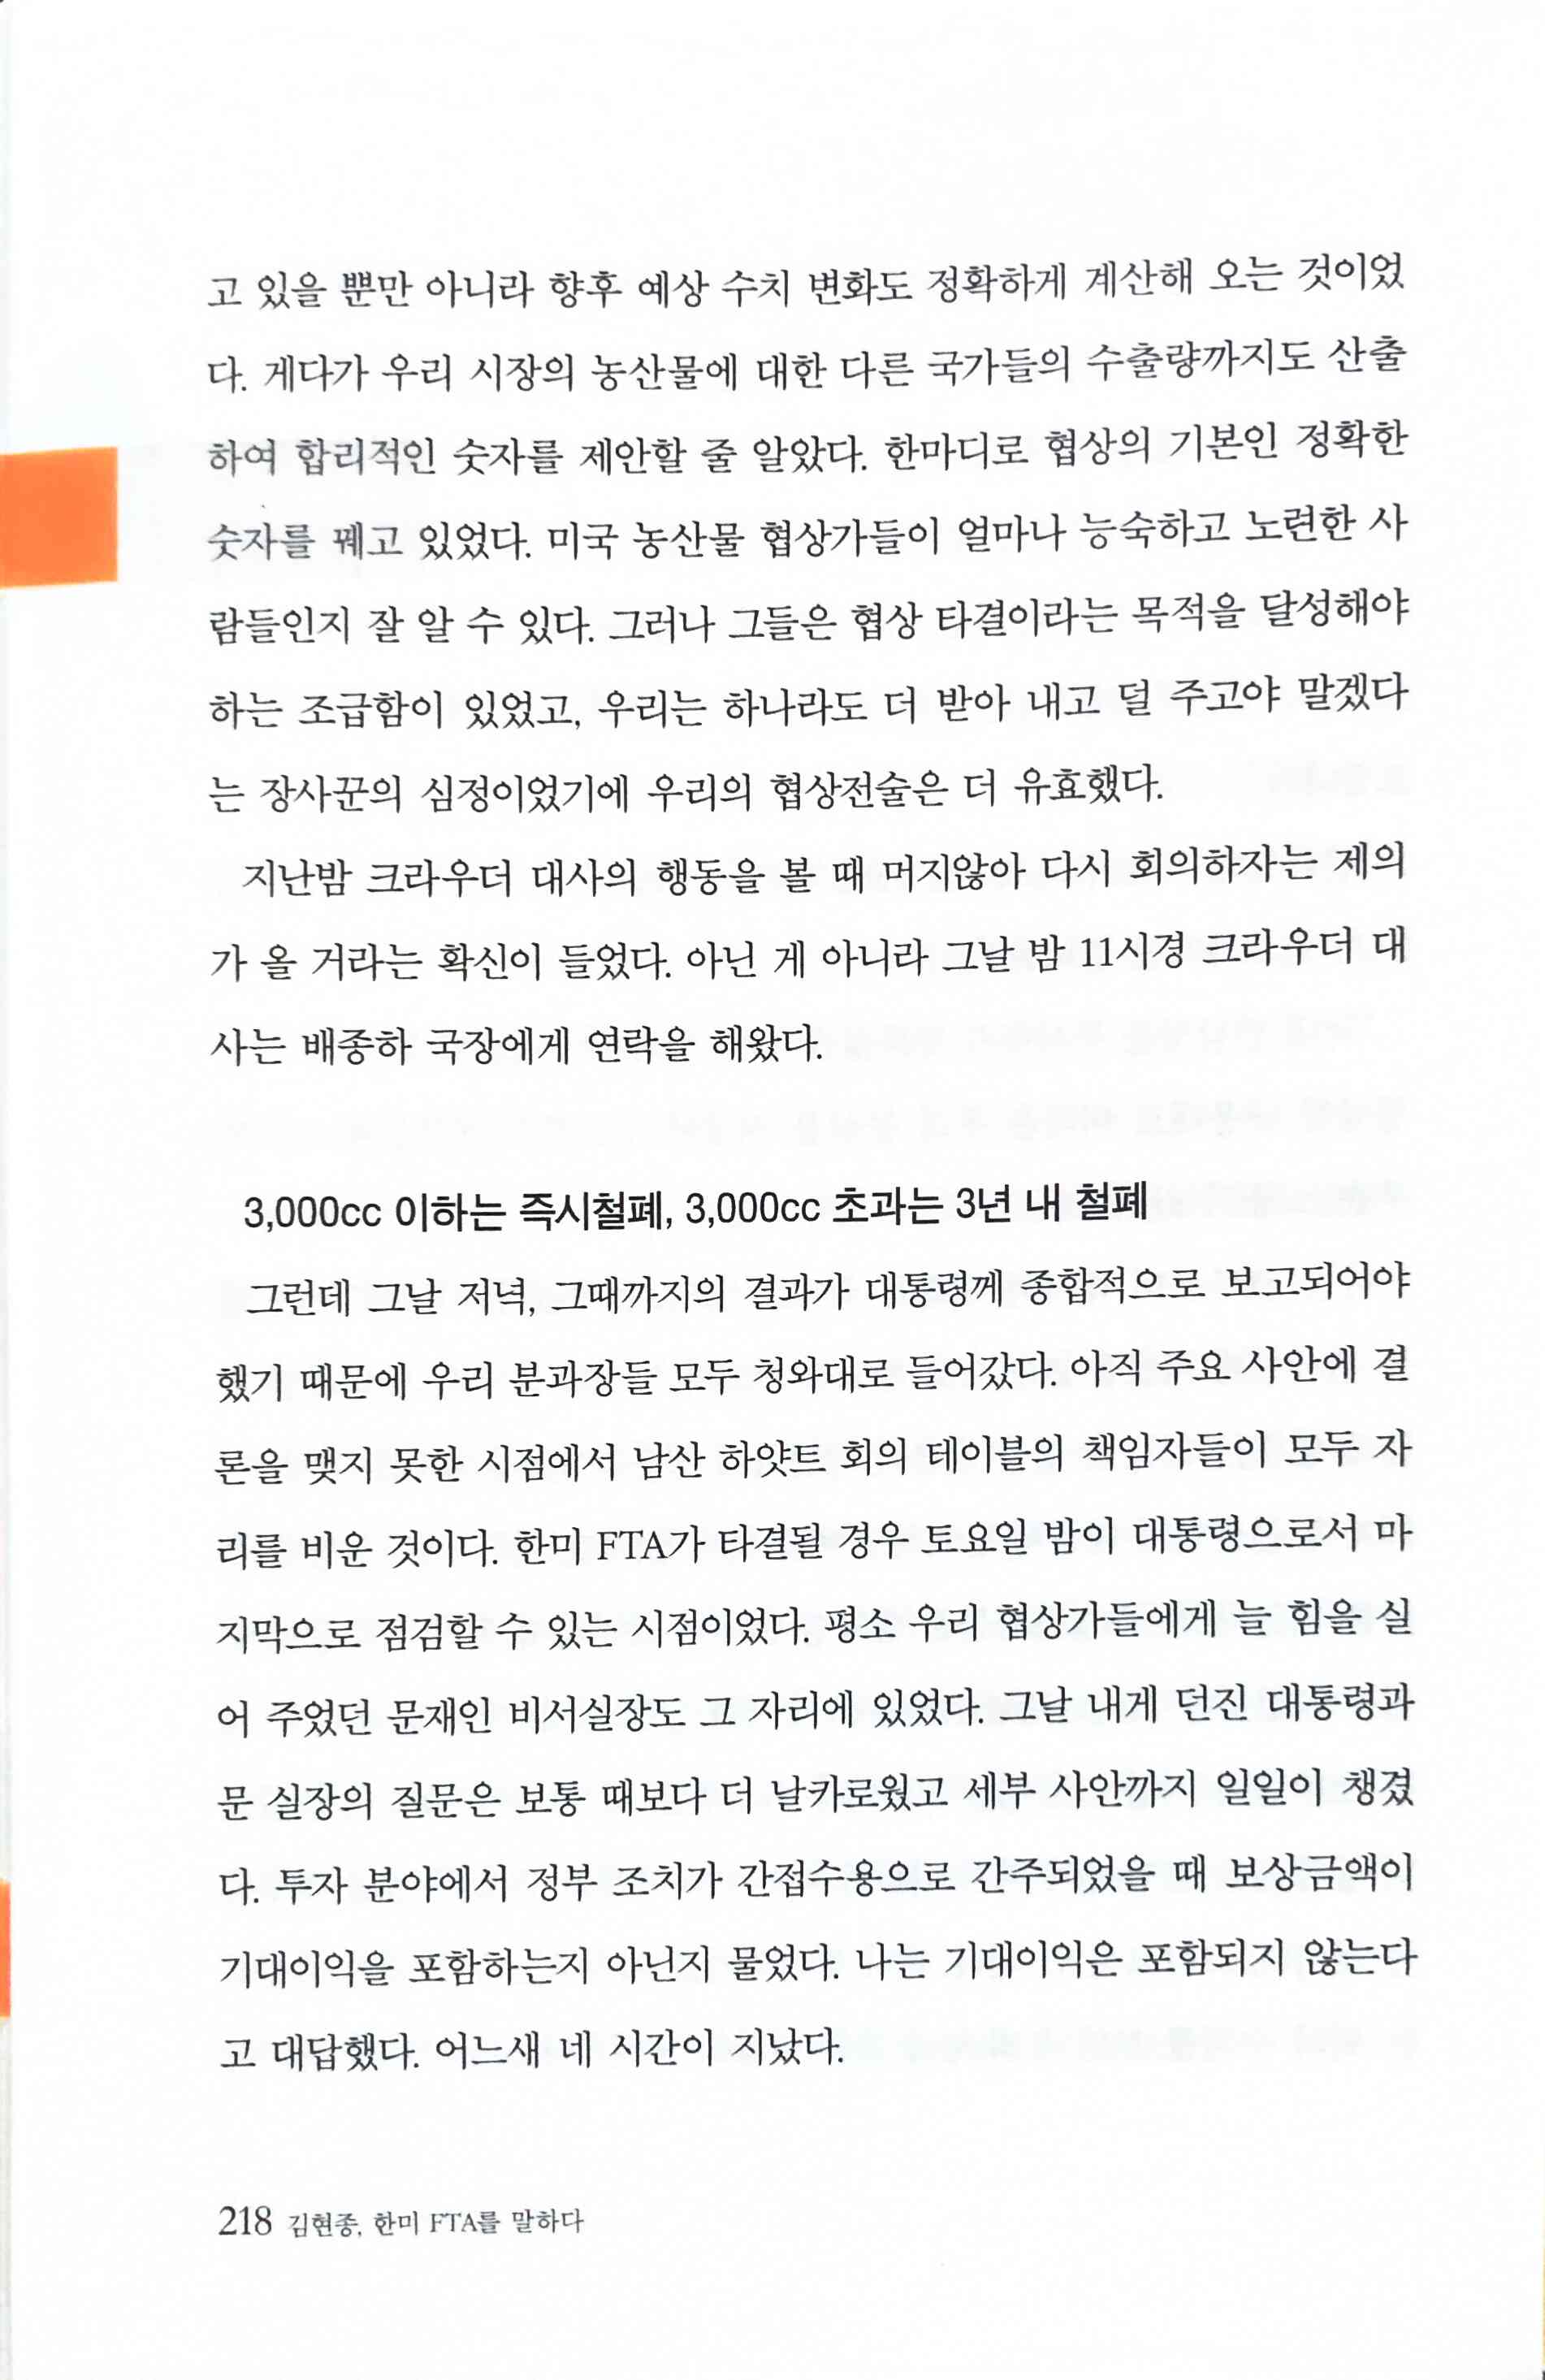 고 있을 뿐만 아니라 향후 예상 수치 변화도 정확하게 계산해 오는 것이었
다. 게다가 우리 시장의 농산물에 대한 다른 국가들의 수출량까지도 산출
하여 합리적인 숫자를 제안할 줄 알았다. 한마디로 협상의 기본인 정확한
숫자를 꿰고 있었다. 미국 농산물 협상가들이 얼마나 능숙하고 노련한 사
람들인지 잘 알 수 있다. 그러나 그들은 협상 타결이라는 목적을 달성해야
하는 조급함이 있었고, 우리는 하나라도 더 받아 내고 덜 주고야 말겠다
는 장사꾼의 심정이었기에 우리의 협상전술은 더 유효했다.
지난밤 크라우더 대사의 행동을 볼 때 머지않아 다시 회의하자는 제의
가 올 거라는 확신이 들었다. 아닌 게 아니라 그날 밤 11시경 크라우더 대
사는 배종하 국장에게 연락을 해왔다.
3,000cc 이하는 즉시철폐, 3,000cc 초과는 3년 내 철폐
그런데 그날 저녁, 그때까지의 결과가 대통령께 종합적으로 보고되어야
했기 때문에 우리 분과장들 모두 청와대로 들어갔다. 아직 주요 사안에 결
론을 맺지 못한 시점에서 남산 하얏트 회의 테이블의 책임자들이 모두 자
리를 비운 것이다. 한미 FTA가 타결될 경우 토요일 밤이 대통령으로서 마
지막으로 점검할 수 있는 시점이었다. 평소 우리 협상가들에게 늘 힘을 실
어 주었던 문재인 비서실장도 그 자리에 있었다. 그날 내게 던진 대통령과
문 실장의 질문은 보통 때보다 더 날카로웠고 세부 사안까지 일일이 챙겼
다. 투자 분야에서 정부 조치가 간접수용으로 간주되었을 때 보상금액이
기대이익을 포함하는지 아닌지 물었다. 나는 기대이익은 포함되지 않는다
고 대답했다. 어느새 네 시간이 지났다.
218 김현종, 한미 FTA를 말하다